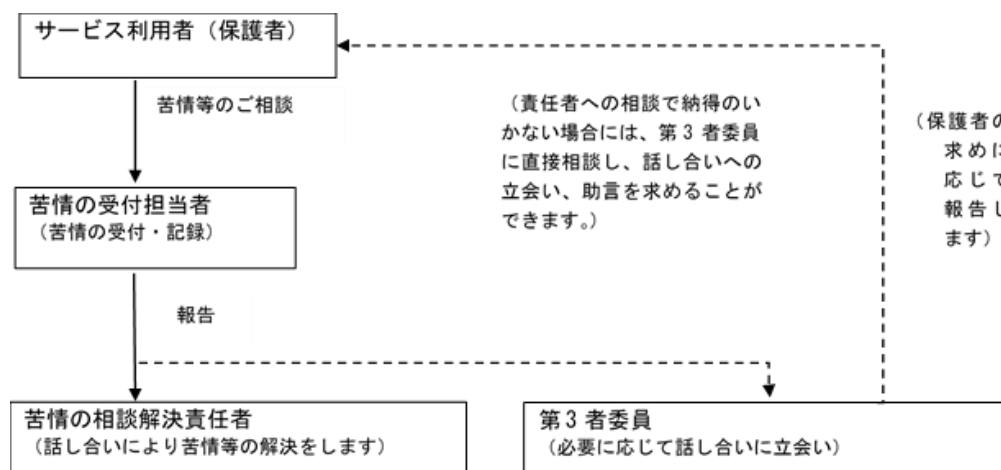 サービス利用者（保護者）
苦情等のご相談
（責任者への相談で納得のい
かない場合には、第3 者委員
に直接相談し、話し合いへの
立会い、助言を求めることが
できます。）
（保護者の
求めに
応じて
報告し
ます）
苦情の受付担当者
（苦情の受付・記録）
報告
苦情の相談解決責任者
（話し合いにより苦情等の解決をします）
第3者委員
（必要に応じて話し合いに立会い）